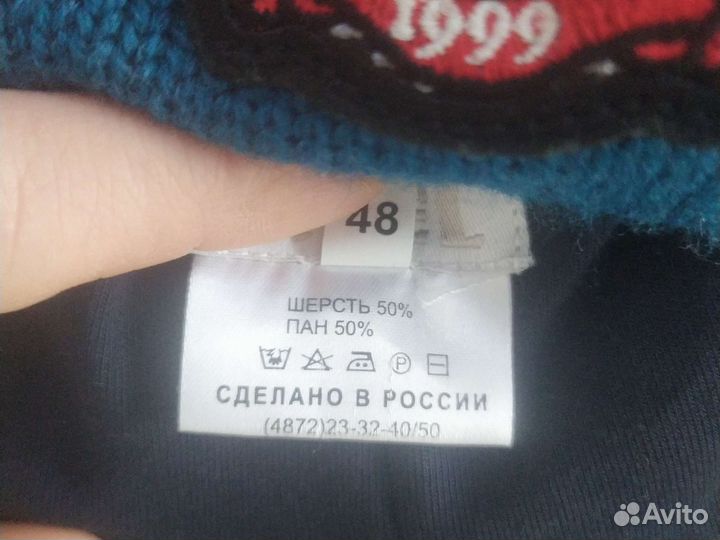 1999
48
ШЕРСТЬ 50%
ПАН 50%
P
СДЕЛАНО В РОССИИ
(4872)23-32-40/50
Avito